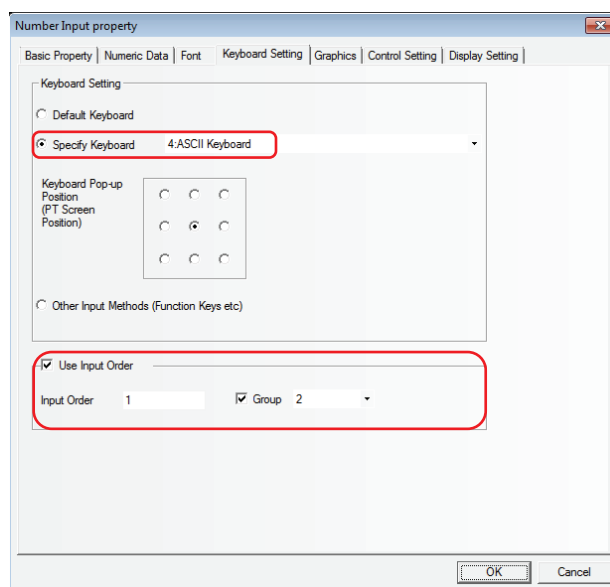 Number Input property
Basic Property Numeric Data Font Keyboard Setting Graphics Control Setting Display Setting
Keyboard Setting
Default Keyboard
Specify Keyboard 4:ASCII Keyboard
Keyboard Pop-up
Position
(PT Screen
Position)
Other Input Methods (Function Keys etc)
Use Input Order
Input Order 1 Group 2
OK Cancel